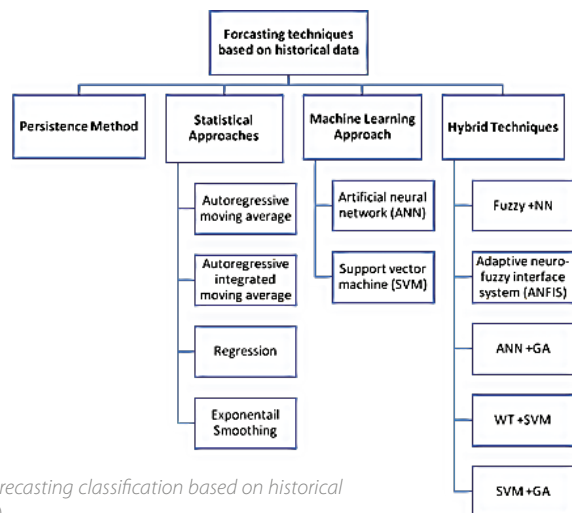 Forcasting techniques
based on historical data
Persistence Method
Statistical
Approaches
Machine Learning
Approach
Hybrid Techniques
Autoregressive
moving average
Autoregressive
integrated
moving average
Regression
Exponentail
Smoothing
Artificial neural
network (ANN)
Support vector
machine (SVM)
Fuzzy +NN
Adaptive neuro-
fuzzy interface
system (ANFIS)
ANN +GA
WT +SVM
SVM +GA
recasting classification based on historical